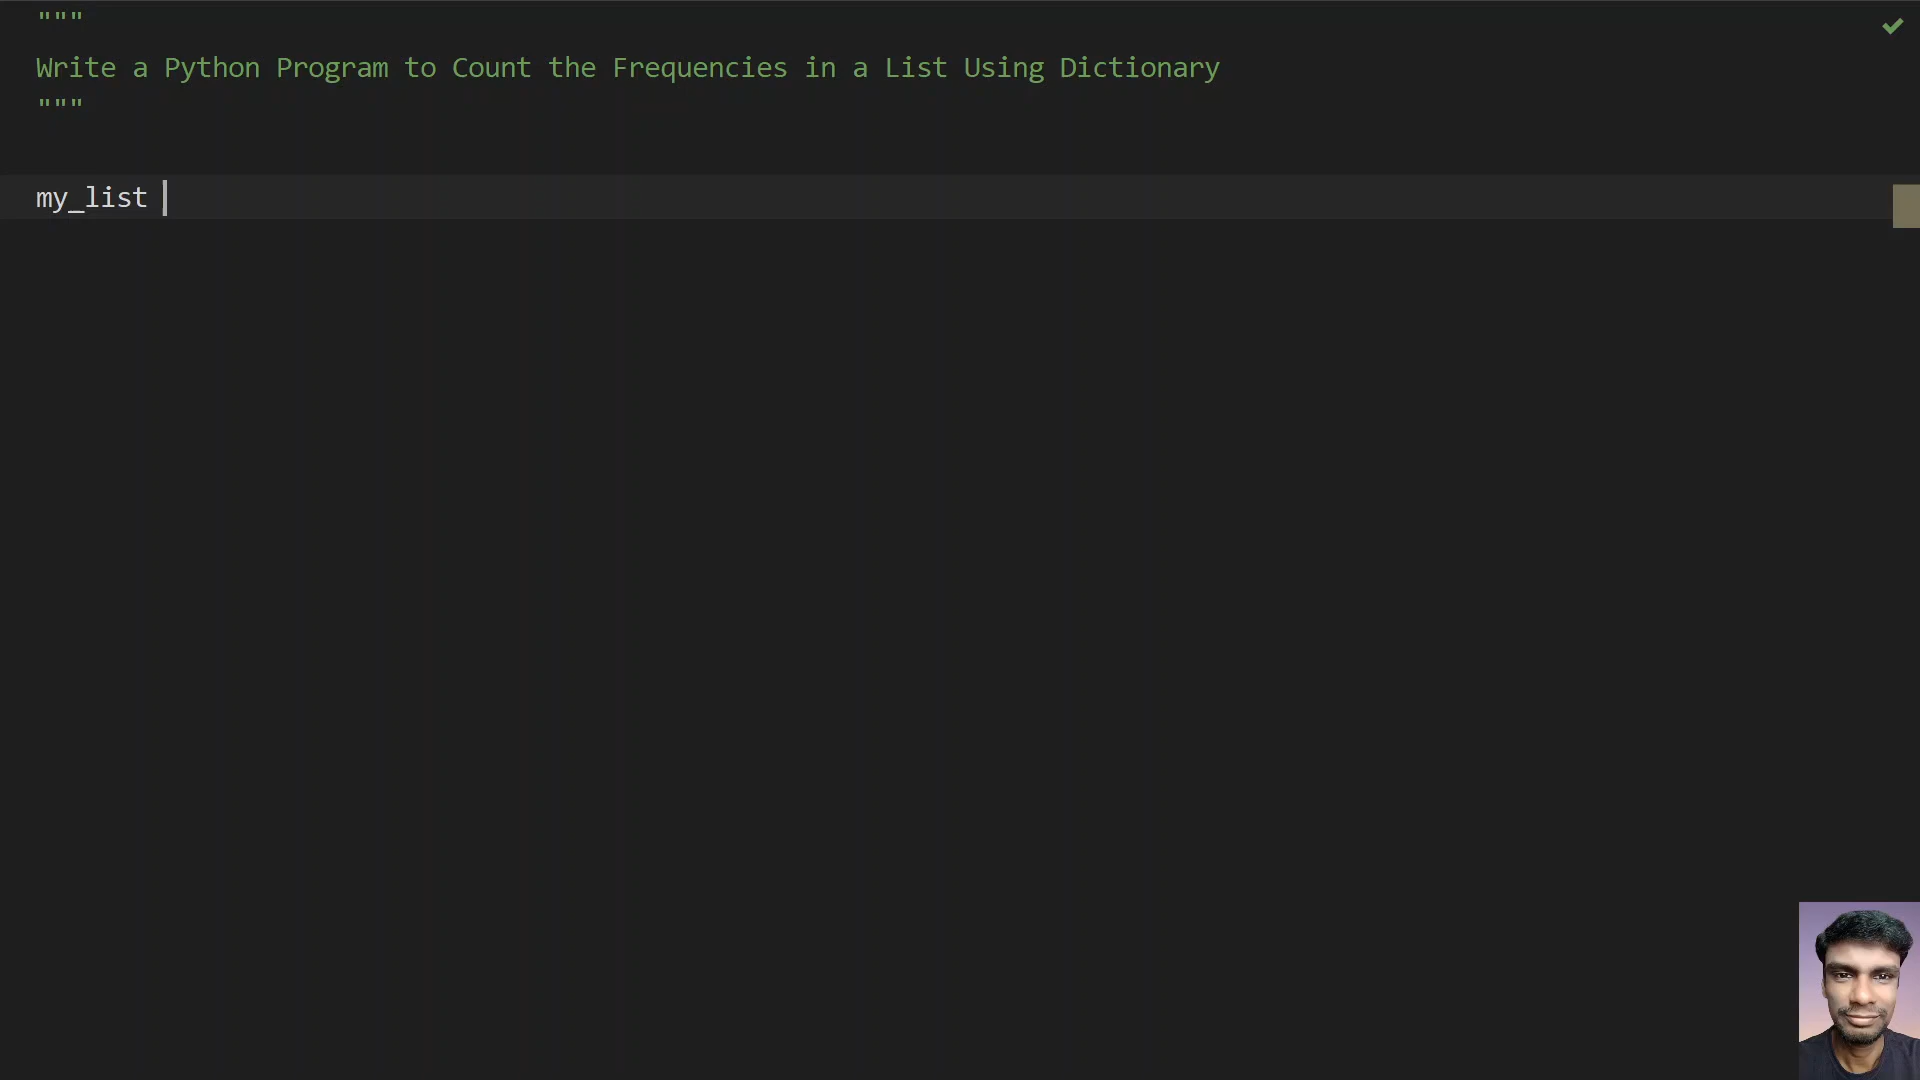 """
Write a Python Program to Count the Frequencies in a List Using Dictionary
"""
my_list